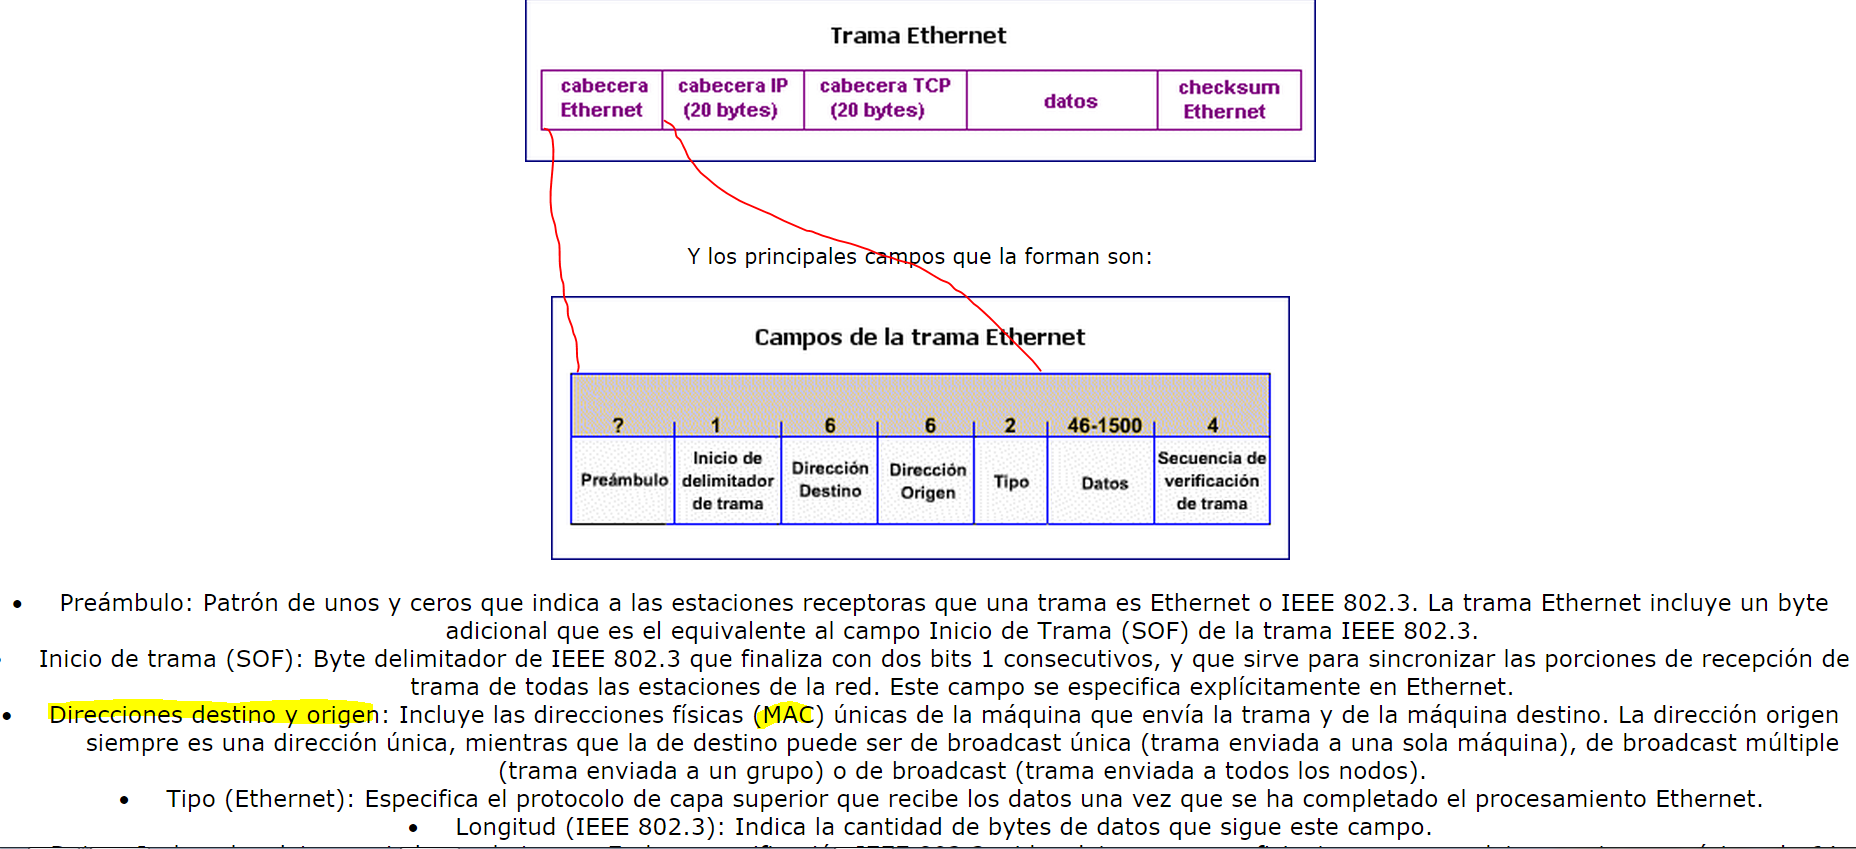 Trama Ethernet
cabecera Ethernet
cabecera IP (20 bytes)
cabecera TCP (20 bytes)
datos
checksum Ethernet
Y los principales campos que la forman son:
Campos de la trama Ethernet
? 1 6 6 2 46-1500 4
Preámbulo
Inicio de delimitador de trama
Dirección Destino
Dirección Origen
Tipo
Datos
Secuencia de verificación de trama
• Preámbulo: Patrón de unos y ceros que indica a las estaciones receptoras que una trama es Ethernet o IEEE 802.3. La trama Ethernet incluye un byte
adicional que es el equivalente al campo Inicio de Trama (SOF) de la trama IEEE 802.3.
Inicio de trama (SOF): Byte delimitador de IEEE 802.3 que finaliza con dos bits 1 consecutivos, y que sirve para sincronizar las porciones de recepción de
trama de todas las estaciones de la red. Este campo se especifica explícitamente en Ethernet.
• Direcciones destino y origen: Incluye las direcciones físicas (MAC) únicas de la máquina que envía la trama y de la máquina destino. La dirección origen
siempre es una dirección única, mientras que la de destino puede ser de broadcast única (trama enviada a una sola máquina), de broadcast múltiple
(trama enviada a un grupo) o de broadcast (trama enviada a todos los nodos).
• Tipo (Ethernet): Especifica el protocolo de capa superior que recibe los datos una vez que se ha completado el procesamiento Ethernet.
• Longitud (IEEE 802.3): Indica la cantidad de bytes de datos que sigue este campo.